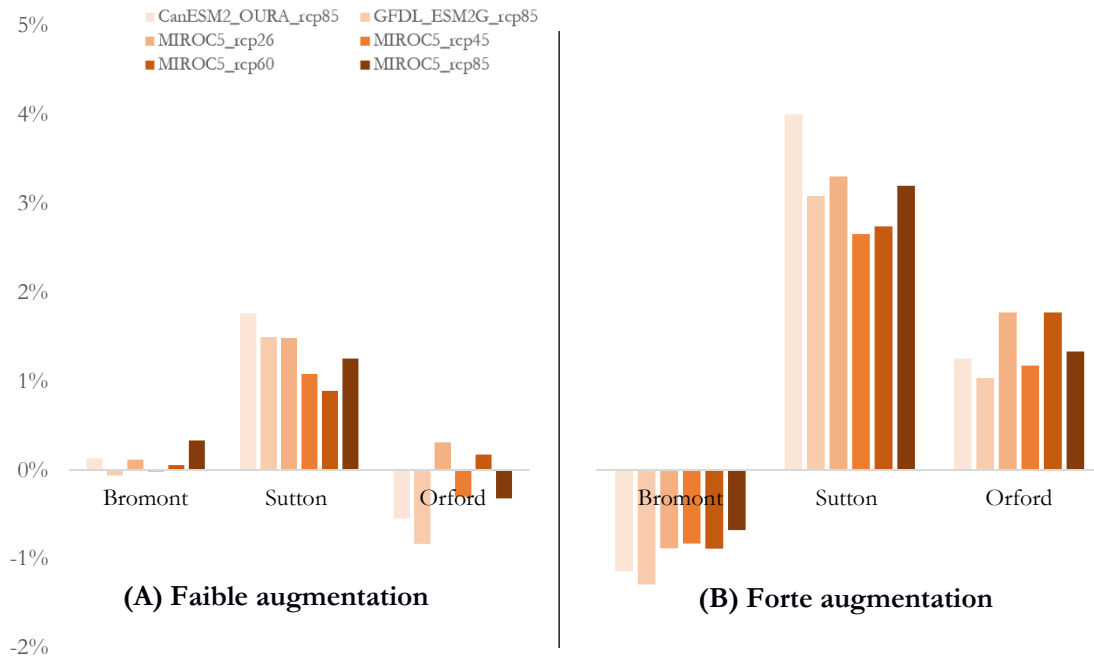 5%
CanESM2_OURA_rcp85 GFDL_ESM2G_rcp85
MIROC5_rcp26 MIROC5_rcp45
MIROC5_rcp60 MIROC5_rcp85
4%
3%
2%
1%
0%
Bromont Sutton Orford Bromont Sutton Orford
-1%
(A) Faible augmentation (B) Forte augmentation
-2%